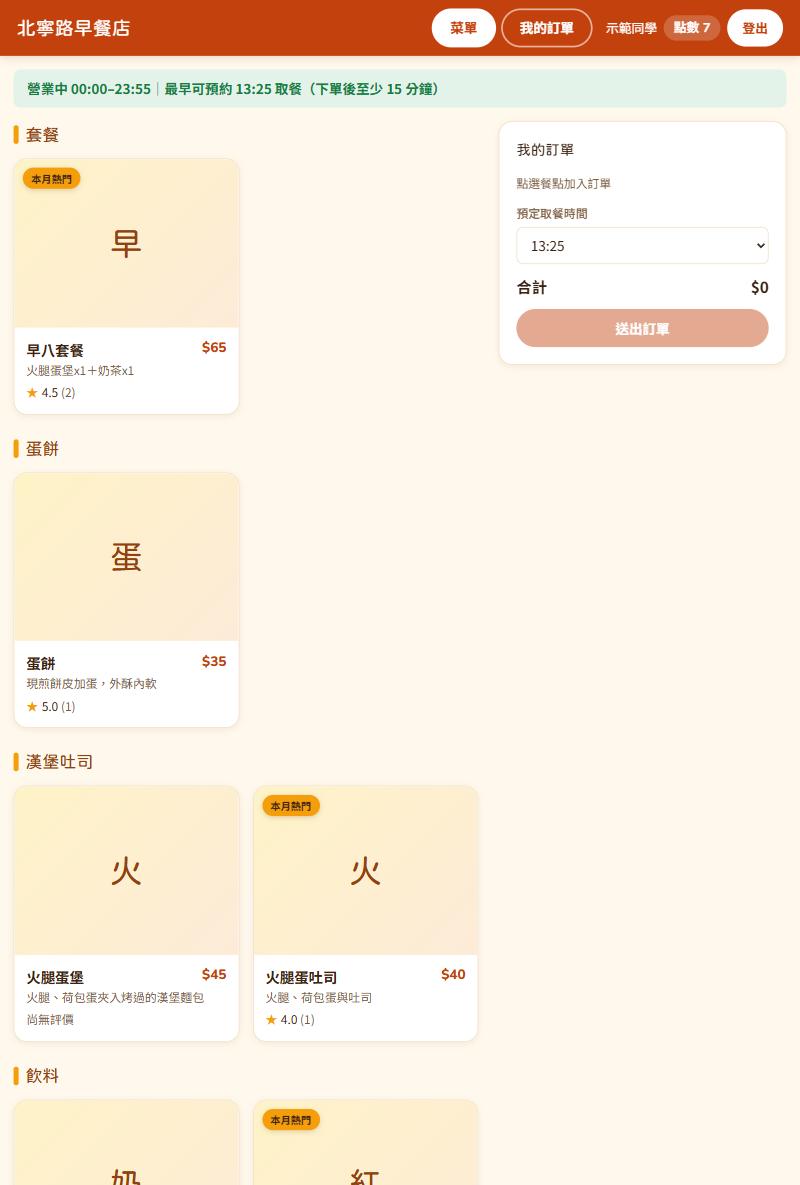 北寧路早餐店
菜單
我的訂單
示範同學
點數 7
登出
營業中 00:00–23:55｜最早可預約 13:25 取餐（下單後至少 15 分鐘）
套餐
本月熱門
早
早八套餐
$65
火腿蛋堡x1＋奶茶x1
★ 4.5 (2)
我的訂單
點選餐點加入訂單
預定取餐時間
13:25
合計
$0
送出訂單
蛋餅
蛋
蛋餅
$35
現煎餅皮加蛋，外酥內軟
★ 5.0 (1)
漢堡吐司
火
火腿蛋堡
$45
火腿、荷包蛋夾入烤過的漢堡麵包
尚無評價
本月熱門
火
火腿蛋吐司
$40
火腿、荷包蛋與吐司
★ 4.0 (1)
飲料
奶
本月熱門
紅